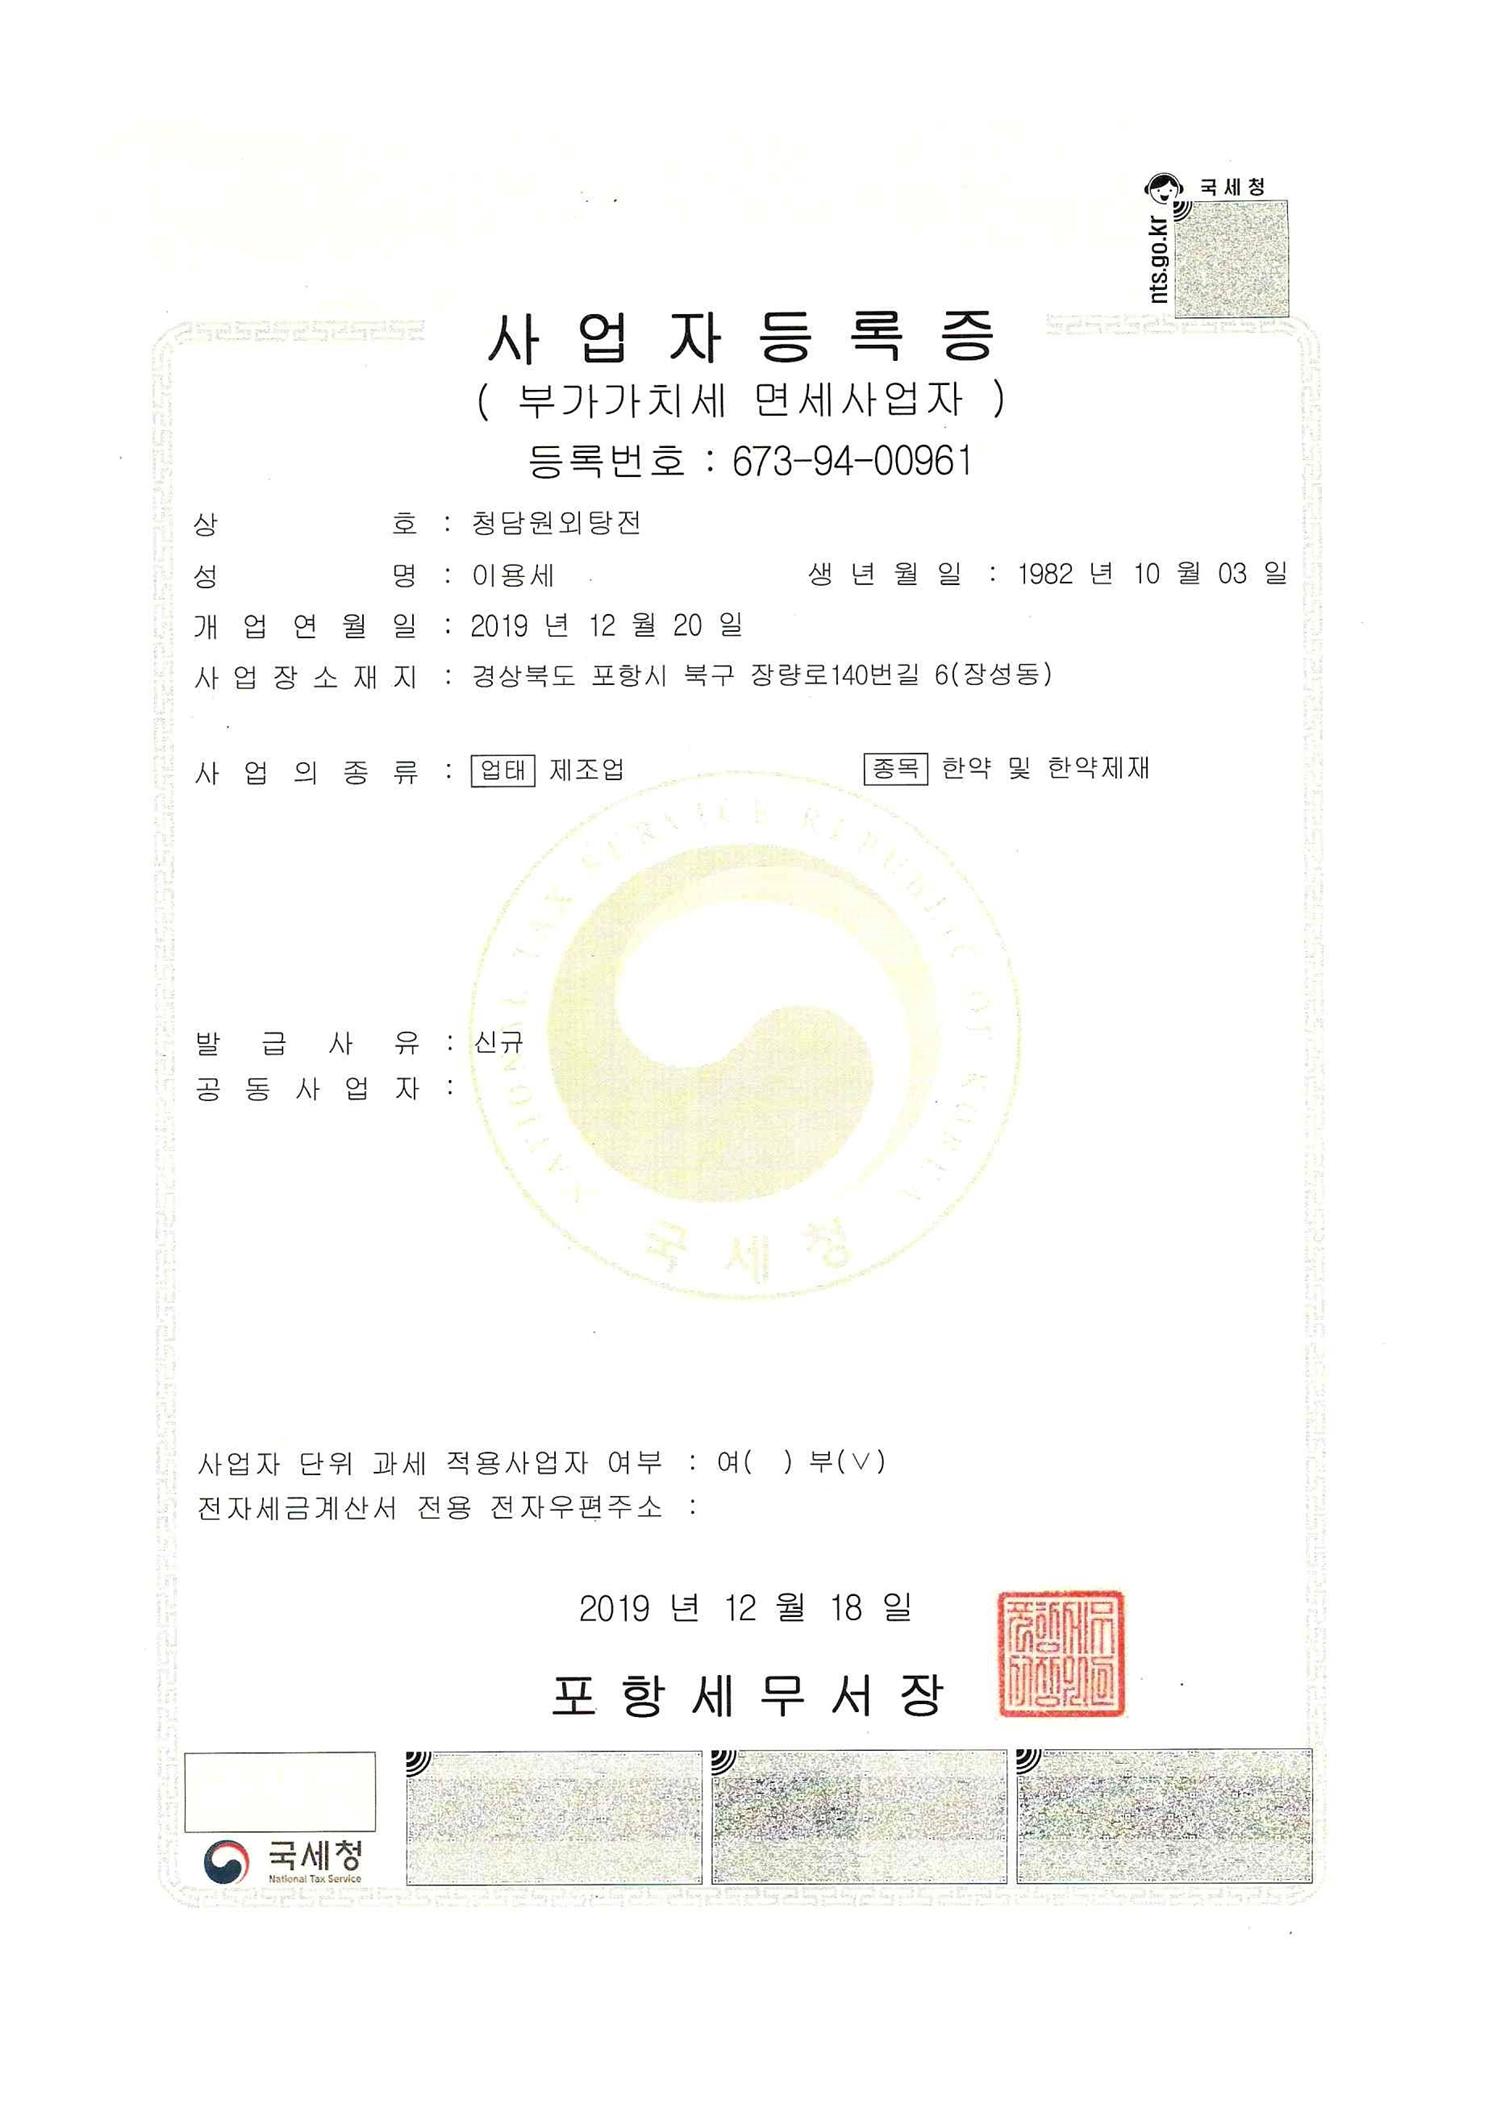 국세청
nts.go.kr
사업자등록증
( 부가가치세 면세사업자 )
등록번호 : 673-94-00961
상 호 : 청담원외탕전
성 명 : 이용세 생 년 월 일 : 1982 년 10 월 03 일
개 업 연 월 일 : 2019 년 12 월 20 일
사 업 장 소 재 지 : 경상북도 포항시 북구 장량로140번길 6(장성동)
사 업 의 종 류 : 업태 제조업 종목 한약 및 한약제재
NATIONAL TAX SERVICE REPUBLIC OF KOREA
발 급 사 유 : 신규
공 동 사 업 자 :
국세청
사업자 단위 과세 적용사업자 여부 : 여( ) 부(∨)
전자세금계산서 전용 전자우편주소 :
2019 년 12 월 18 일
포항세무서장
국세청
National Tax Service